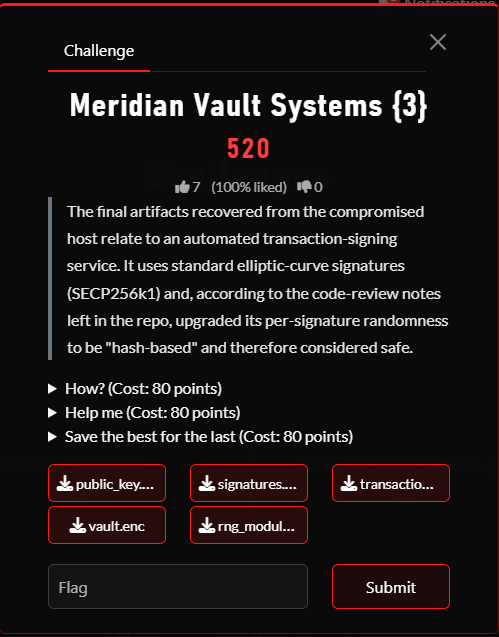 Notifications
Challenge
Meridian Vault Systems {3}
520
7 (100% liked) 0
The final artifacts recovered from the compromised
host relate to an automated transaction-signing
service. It uses standard elliptic-curve signatures
(SECP256k1) and, according to the code-review notes
left in the repo, upgraded its per-signature randomness
to be "hash-based" and therefore considered safe.
How? (Cost: 80 points)
Help me (Cost: 80 points)
Save the best for the last (Cost: 80 points)
public_key.... signatures.... transactio...
vault.enc rng_modul...
Flag Submit